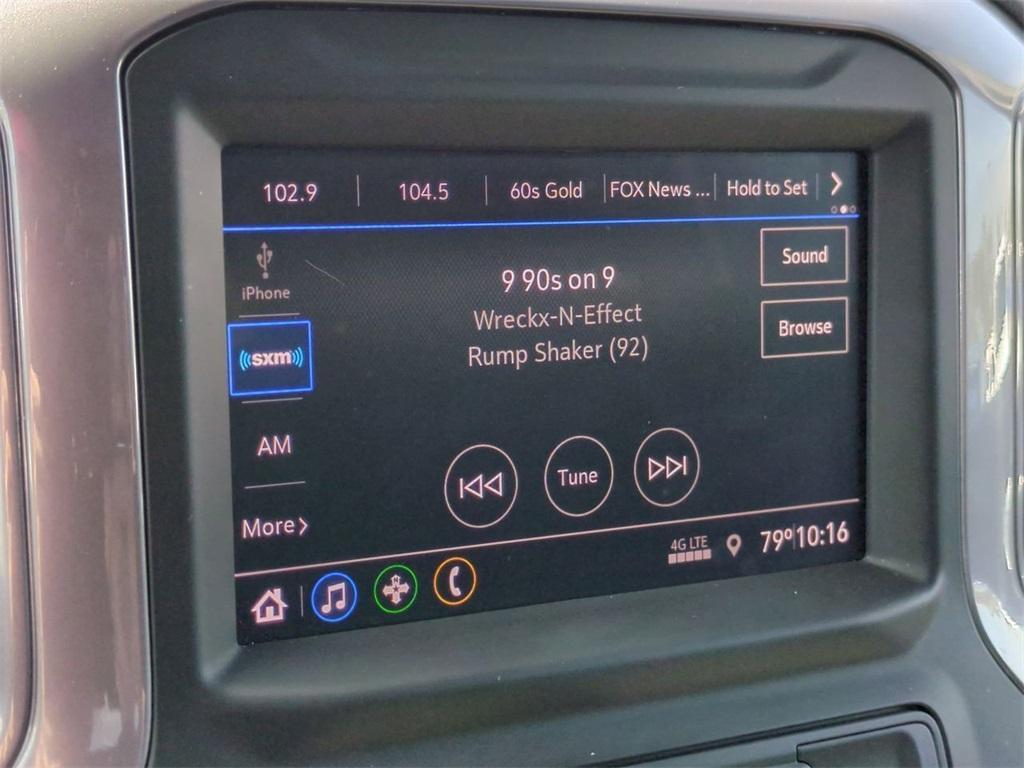 102.9 104.5 60s Gold FOX News ... Hold to Set
iPhone
sxm
AM
More
9 90s on 9
Wreckx-N-Effect
Rump Shaker (92)
Sound
Browse
Tune
4G LTE 79° 10:16